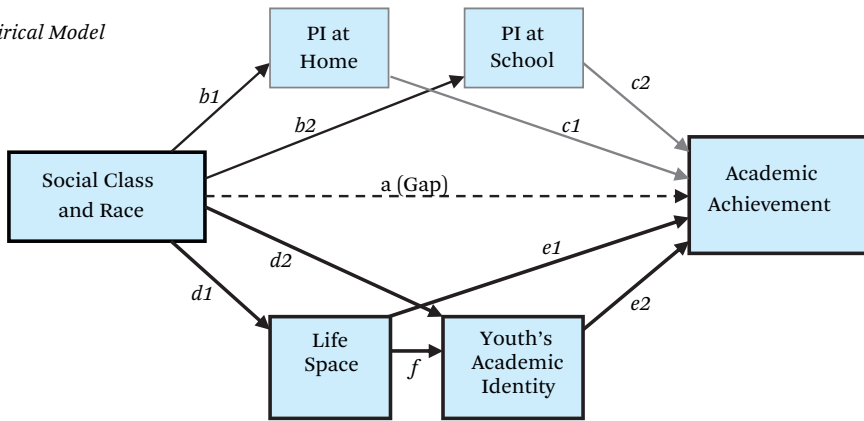 Model
PI at
Home
PI at
School
b1
c2
b2
c1
Social Class
and Race
a (Gap)
Academic
Achievement
d1
d2
e1
e2
Life
Space
f
Youth's
Academic
Identity